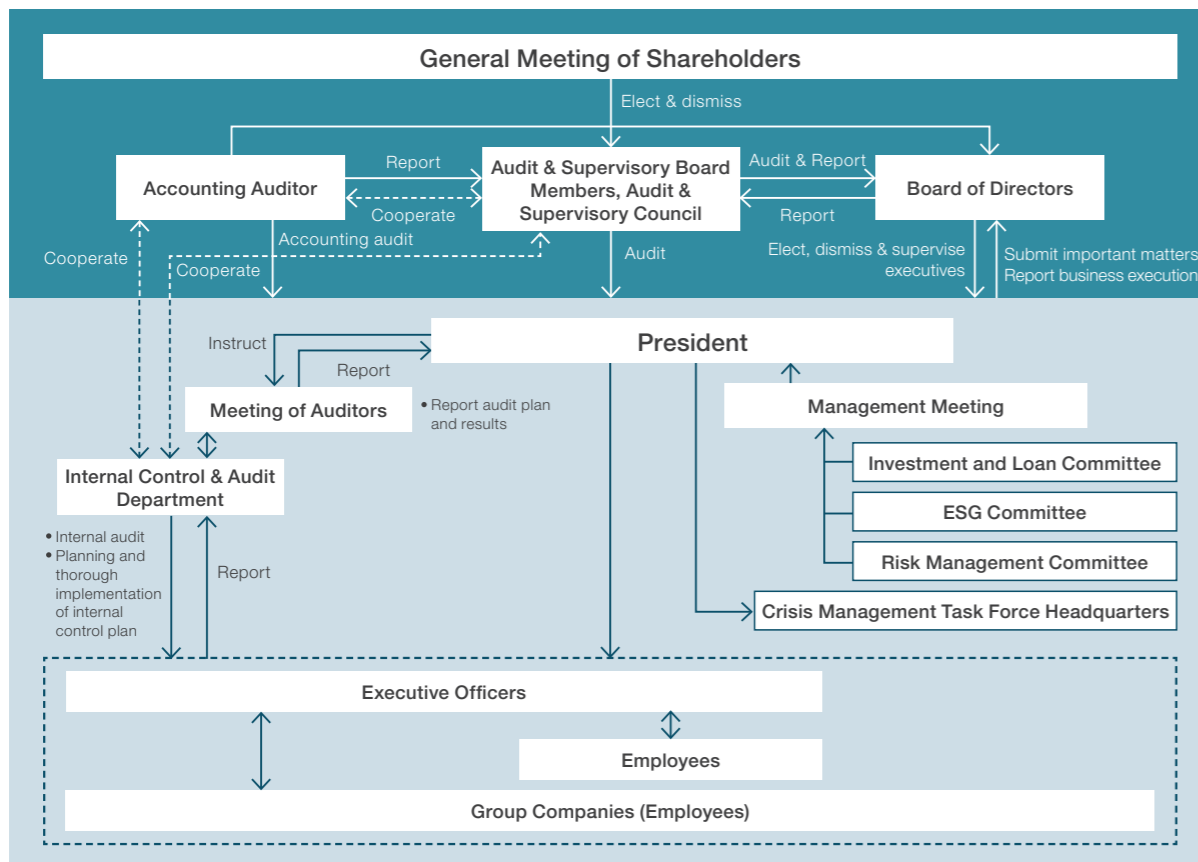 General Meeting of Shareholders
Elect & dismiss
Accounting Auditor
Report
Cooperate
Audit & Supervisory Board
Members, Audit &
Supervisory Council
Audit & Report
Report
Board of Directors
Cooperate
Accounting audit
Cooperate
Audit
Elect, dismiss & supervise
executives
Submit important matters
Report business execution
President
Instruct
Report
Meeting of Auditors
• Report audit plan
and results
Management Meeting
Investment and Loan Committee
ESG Committee
Risk Management Committee
Crisis Management Task Force Headquarters
Internal Control & Audit
Department
• Internal audit
• Planning and
thorough
implementation
of internal
control plan
Report
Executive Officers
Employees
Group Companies (Employees)